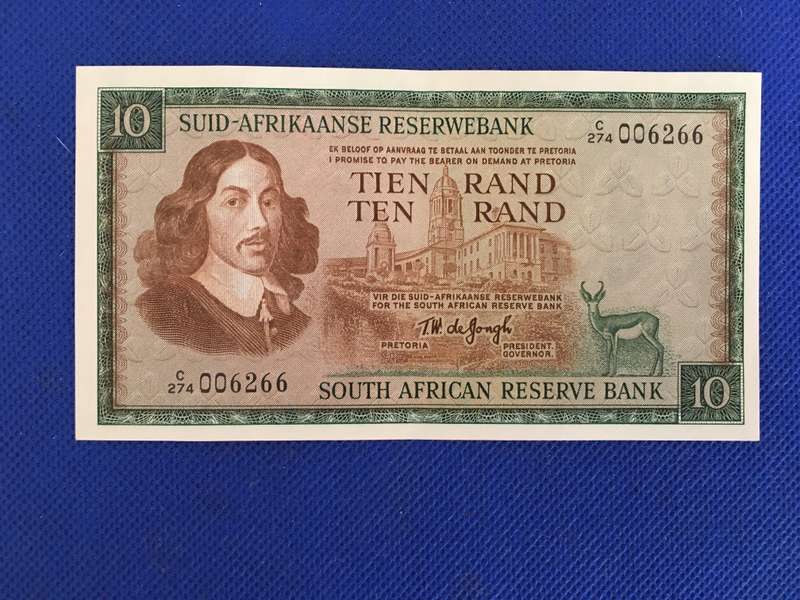 10 SUID-AFRIKAANSE RESERWEBANK C/274 006266
EK BELOOF OP AANVRAAG TE BETAAL AAN TOONDER TE PRETORIA
I PROMISE TO PAY THE BEARER ON DEMAND AT PRETORIA
TIEN RAND
TEN RAND
VIR DIE SUID-AFRIKAANSE RESERWEBANK
FOR THE SOUTH AFRICAN RESERVE BANK
T.W. de Jongh
PRETORIA PRESIDENT.
GOVERNOR.
C/274 006266
SOUTH AFRICAN RESERVE BANK 10